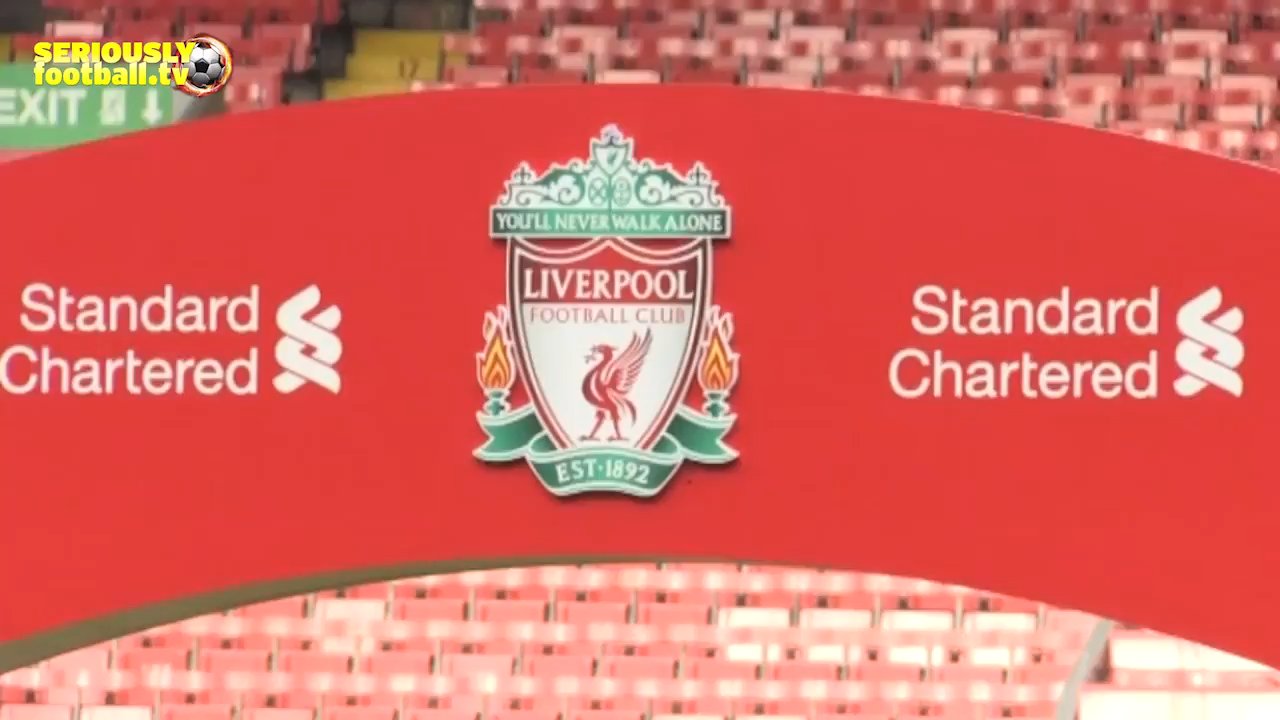 SERIOUSLY
football.tv
EXIT
YOU'LL NEVER WALK ALONE
LIVERPOOL
FOOTBALL CLUB
EST·1892
Standard
Chartered
Standard
Chartered